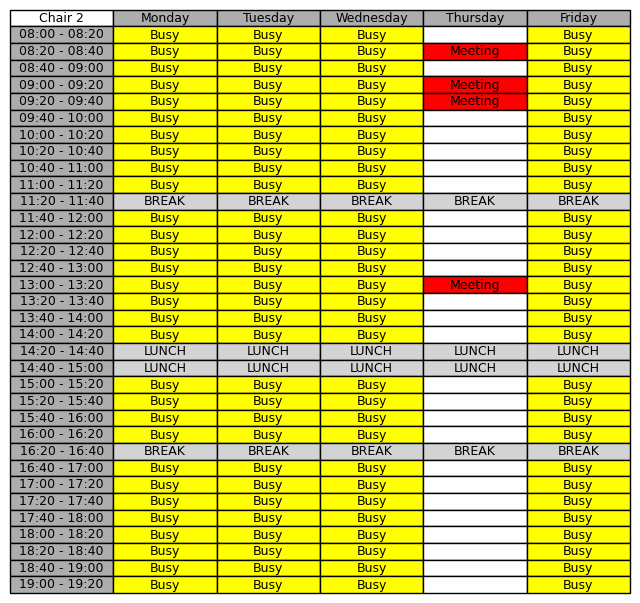 Chair 2 Monday Tuesday Wednesday Thursday Friday
08:00 - 08:20 Busy Busy Busy Busy
08:20 - 08:40 Busy Busy Busy Meeting Busy
08:40 - 09:00 Busy Busy Busy Busy
09:00 - 09:20 Busy Busy Busy Meeting Busy
09:20 - 09:40 Busy Busy Busy Meeting Busy
09:40 - 10:00 Busy Busy Busy Busy
10:00 - 10:20 Busy Busy Busy Busy
10:20 - 10:40 Busy Busy Busy Busy
10:40 - 11:00 Busy Busy Busy Busy
11:00 - 11:20 Busy Busy Busy Busy
11:20 - 11:40 BREAK BREAK BREAK BREAK BREAK
11:40 - 12:00 Busy Busy Busy Busy
12:00 - 12:20 Busy Busy Busy Busy
12:20 - 12:40 Busy Busy Busy Busy
12:40 - 13:00 Busy Busy Busy Busy
13:00 - 13:20 Busy Busy Busy Meeting Busy
13:20 - 13:40 Busy Busy Busy Busy
13:40 - 14:00 Busy Busy Busy Busy
14:00 - 14:20 Busy Busy Busy Busy
14:20 - 14:40 LUNCH LUNCH LUNCH LUNCH LUNCH
14:40 - 15:00 LUNCH LUNCH LUNCH LUNCH LUNCH
15:00 - 15:20 Busy Busy Busy Busy
15:20 - 15:40 Busy Busy Busy Busy
15:40 - 16:00 Busy Busy Busy Busy
16:00 - 16:20 Busy Busy Busy Busy
16:20 - 16:40 BREAK BREAK BREAK BREAK BREAK
16:40 - 17:00 Busy Busy Busy Busy
17:00 - 17:20 Busy Busy Busy Busy
17:20 - 17:40 Busy Busy Busy Busy
17:40 - 18:00 Busy Busy Busy Busy
18:00 - 18:20 Busy Busy Busy Busy
18:20 - 18:40 Busy Busy Busy Busy
18:40 - 19:00 Busy Busy Busy Busy
19:00 - 19:20 Busy Busy Busy Busy